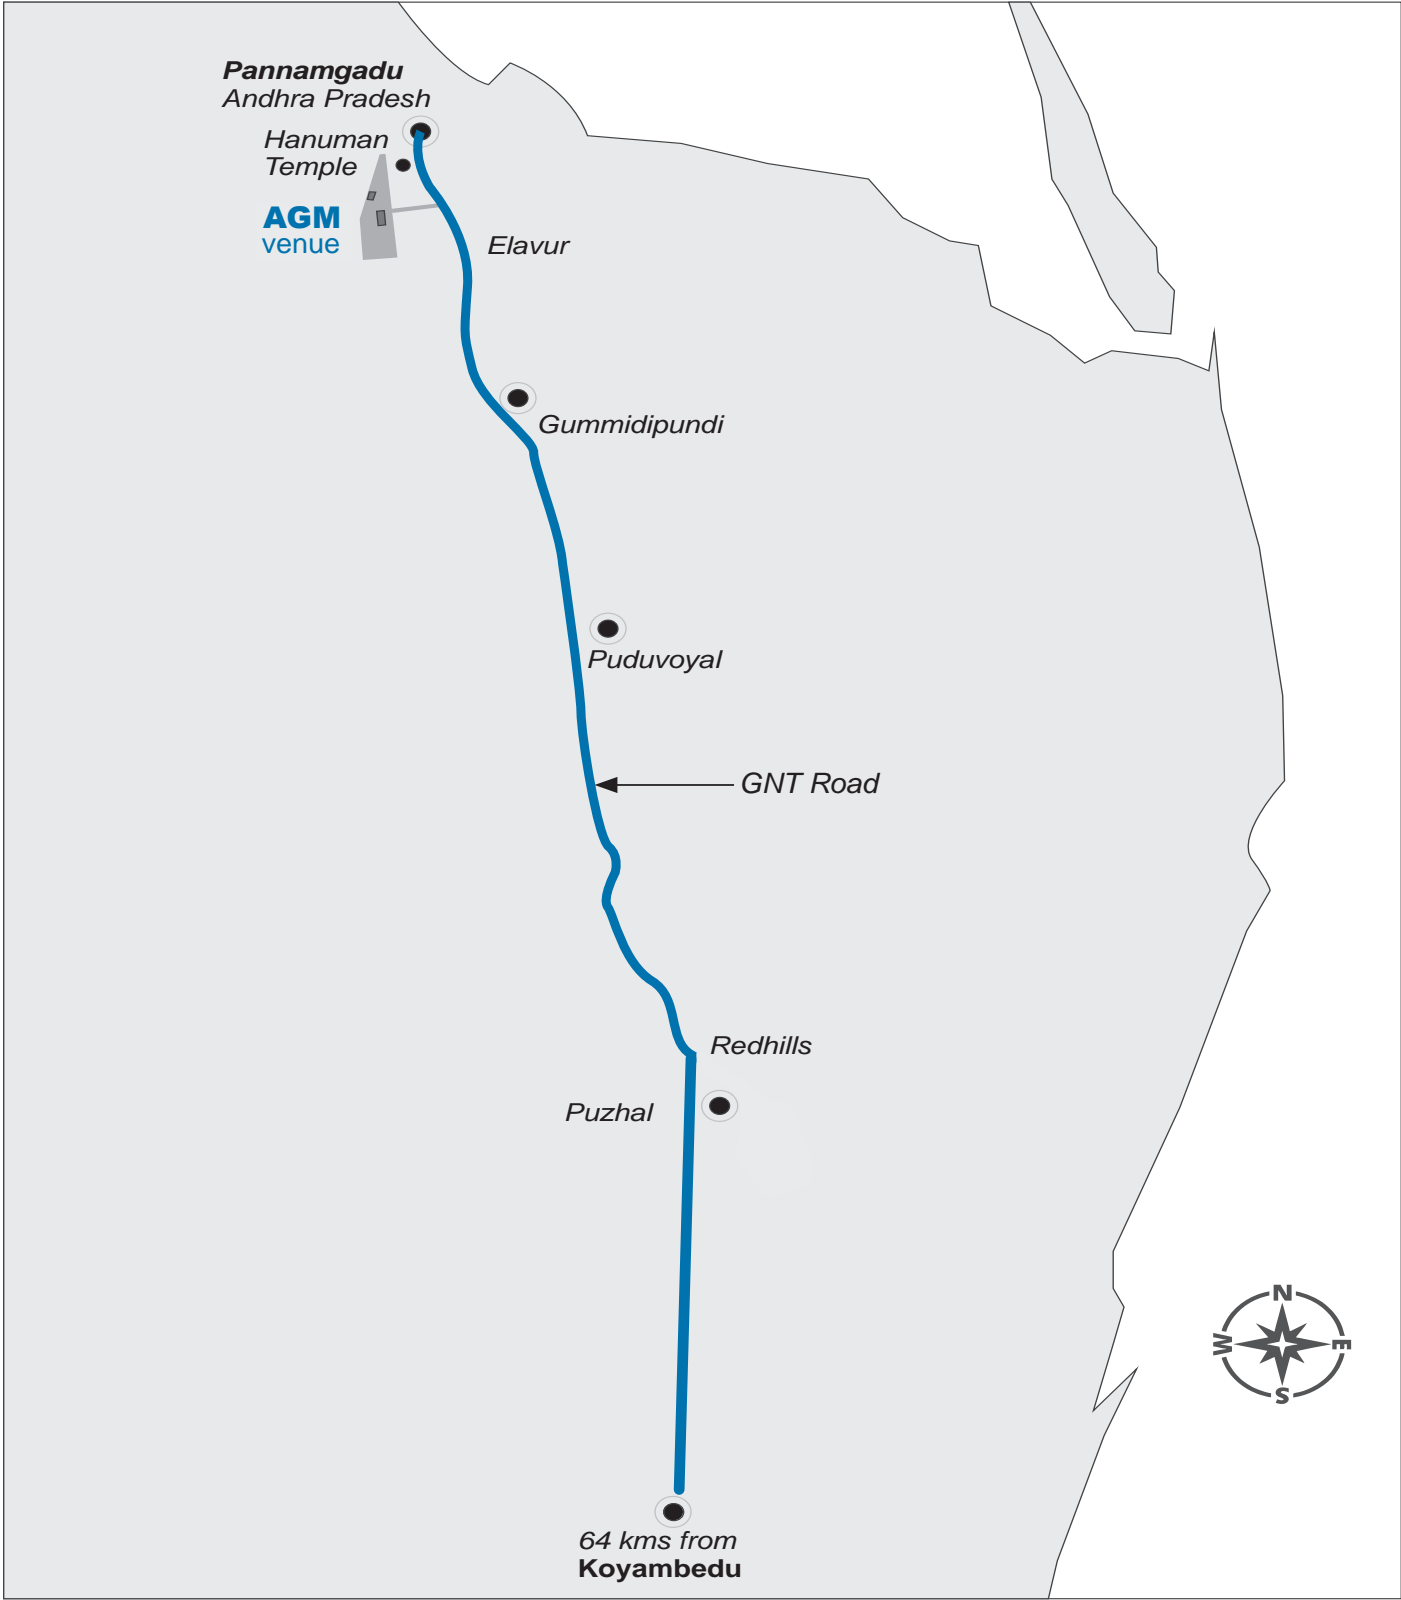 Pannamgadu
Andhra Pradesh
Hanuman
Temple
AGM
venue
Elavur
Gummidipundi
Puduvoyal
GNT Road
Redhills
Puzhal
N
W
E
S
64 kms from
Koyambedu